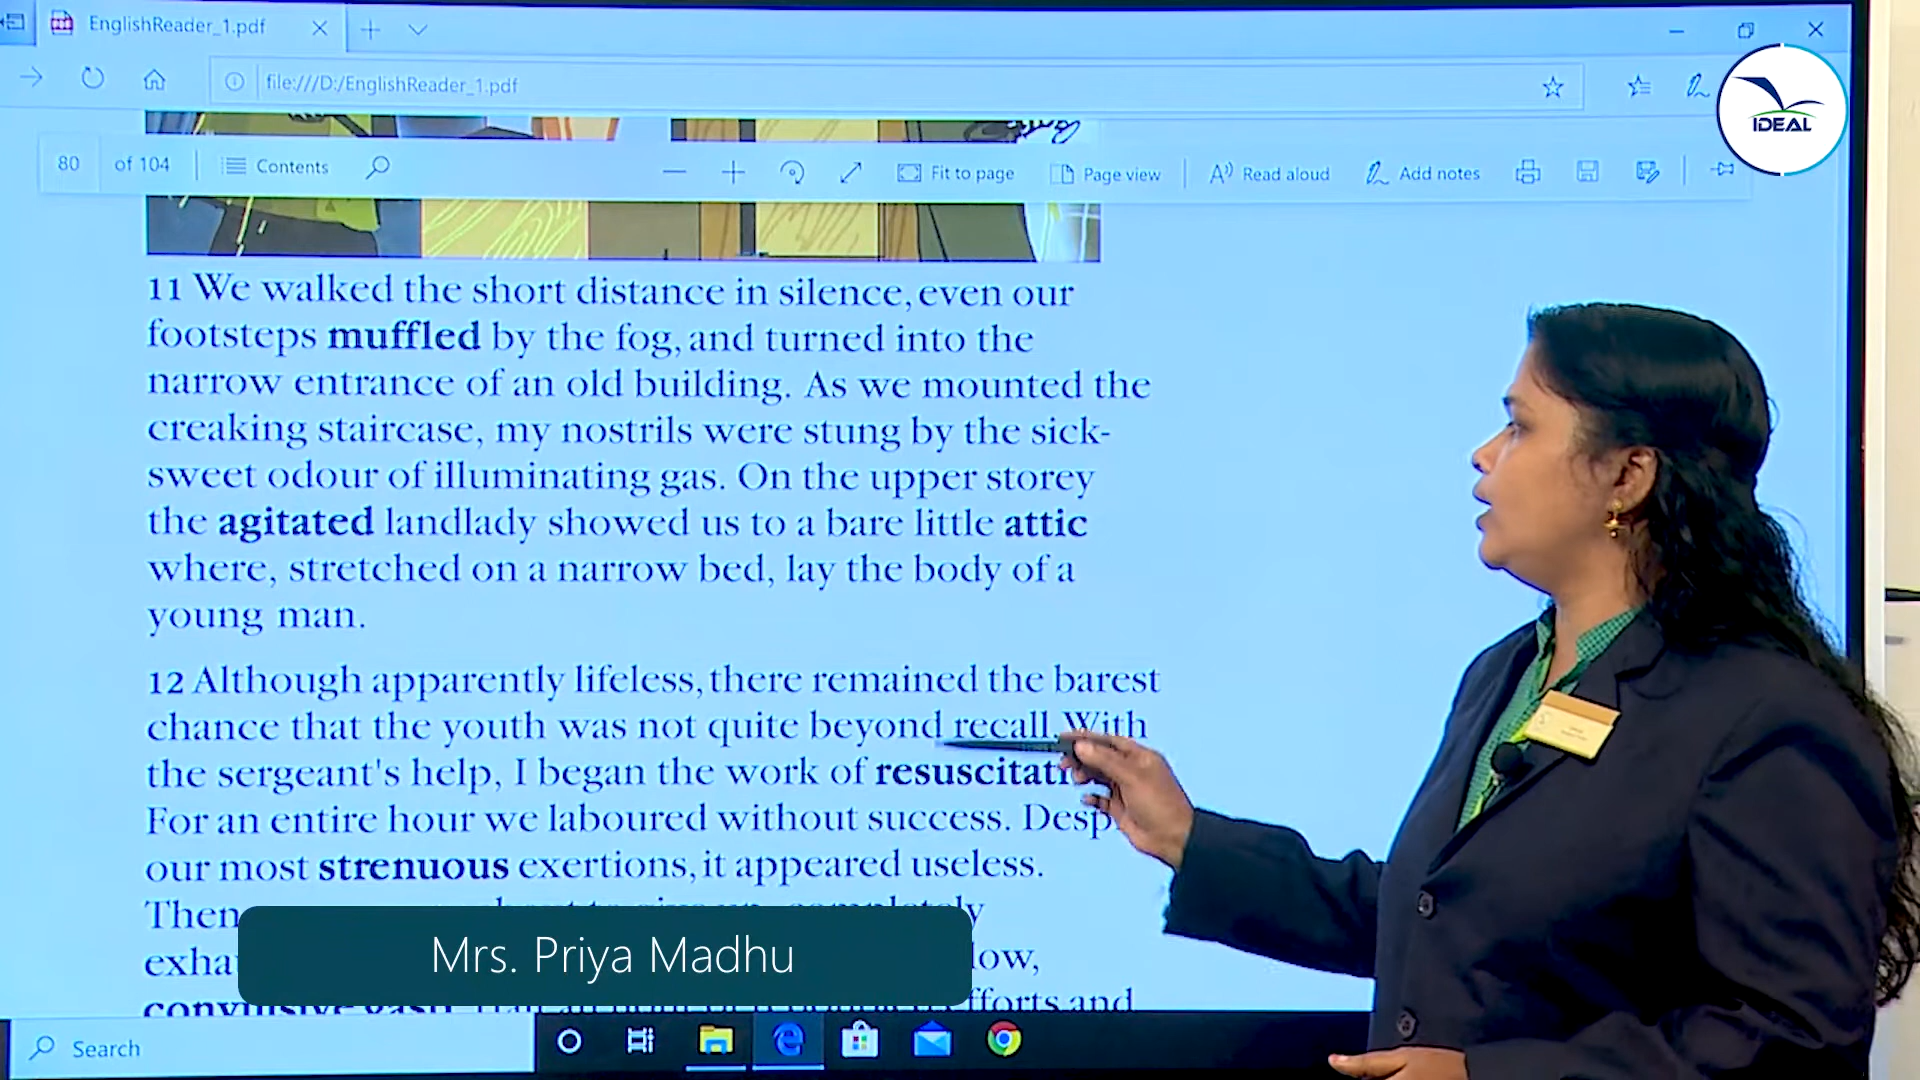 EnglishReader_1.pdf
file:///D:/EnglishReader_1.pdf
IDEAL
80 of 104 Contents Fit to page Page view Read aloud Add notes
11 We walked the short distance in silence, even our
footsteps muffled by the fog, and turned into the
narrow entrance of an old building. As we mounted the
creaking staircase, my nostrils were stung by the sick-
sweet odour of illuminating gas. On the upper storey
the agitated landlady showed us to a bare little attic
where, stretched on a narrow bed, lay the body of a
young man.
12 Although apparently lifeless, there remained the barest
chance that the youth was not quite beyond recall. With
the sergeant's help, I began the work of
For an entire hour we laboured without success.
our most strenuous exertions, it appeared useless.
Then
Mrs. Priya Madhu
convulsive gasp
efforts and
Search